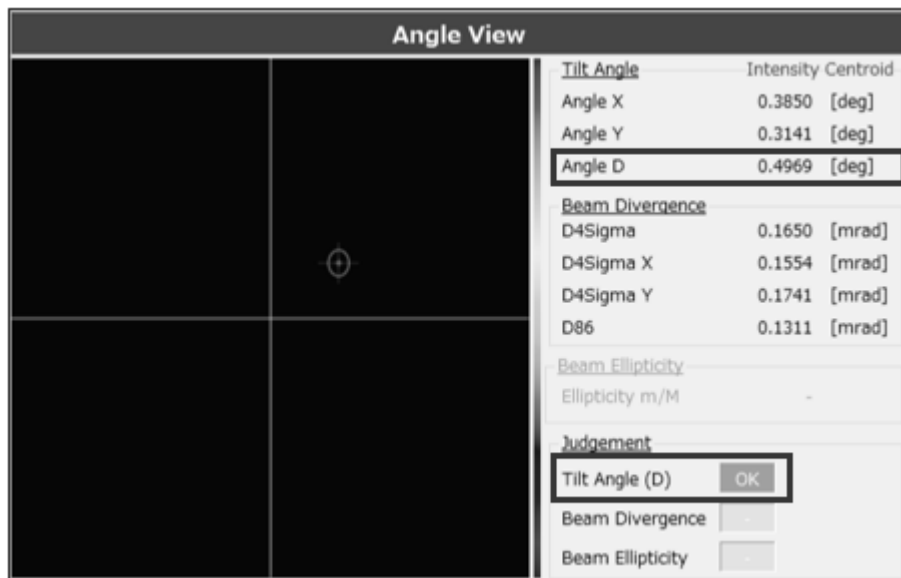 Angle View
Tilt Angle Intensity Centroid
Angle X 0.3850 [deg]
Angle Y 0.3141 [deg]
Angle D 0.4969 [deg]
Beam Divergence
D4Sigma 0.1650 [mrad]
D4Sigma X 0.1554 [mrad]
D4Sigma Y 0.1741 [mrad]
D86 0.1311 [mrad]
Beam Ellipticity
Ellipticity m/M -
Judgement
Tilt Angle (D) OK
Beam Divergence -
Beam Ellipticity -